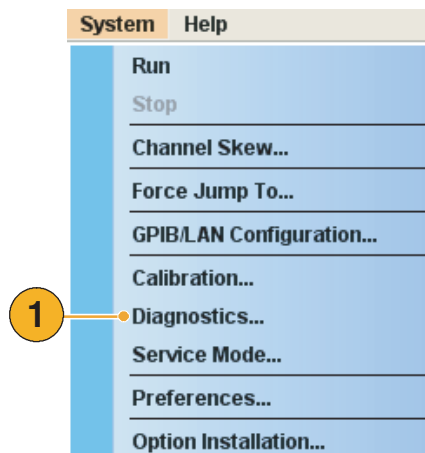 System Help
Run
Stop
Channel Skew...
Force Jump To...
GPIB/LAN Configuration...
Calibration...
1 Diagnostics...
Service Mode...
Preferences...
Option Installation...